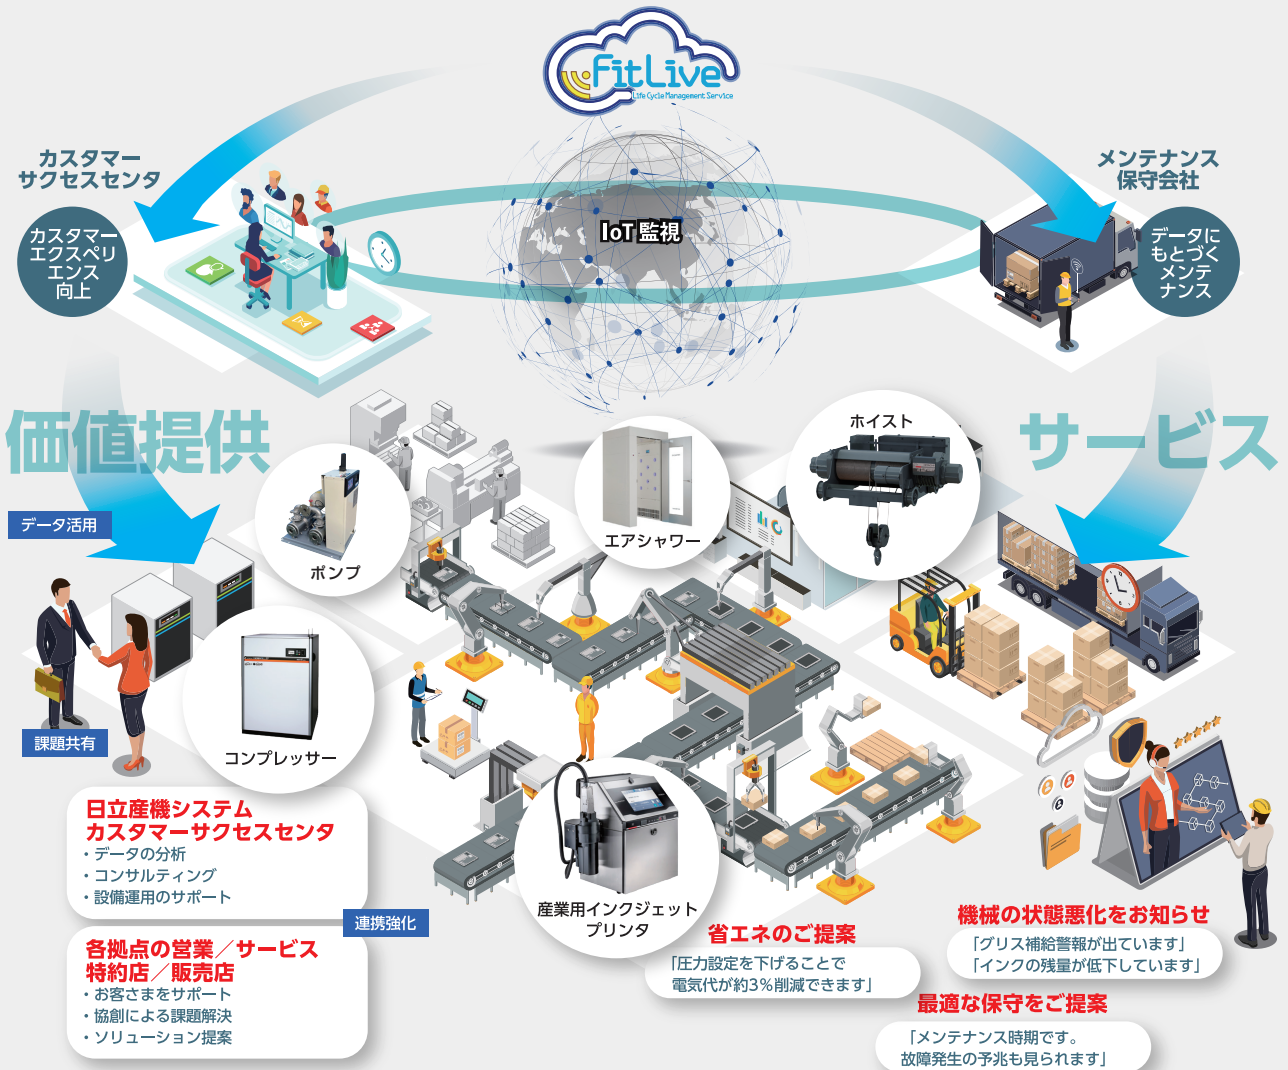 FitLive
Life Cycle Management Service
カスタマー
サクセスセンタ
カスタマー
エクスペリ
エンス
向上
IoT 監視
メンテナンス
保守会社
データに
もとづく
メンテ
ナンス
価値提供
サービス
データ活用
ポンプ
エアシャワー
ホイスト
コンプレッサー
課題共有
産業用インクジェット
プリンタ
日立産機システム
カスタマーサクセスセンタ
・データの分析
・コンサルティング
・設備運用のサポート
連携強化
各拠点の営業／サービス
特約店／販売店
・お客さまをサポート
・協創による課題解決
・ソリューション提案
省エネのご提案
「圧力設定を下げることで
電気代が約3％削減できます」
機械の状態悪化をお知らせ
「グリス補給警報が出ています」
「インクの残量が低下しています」
最適な保守をご提案
「メンテナンス時期です。
故障発生の予兆も見られます」